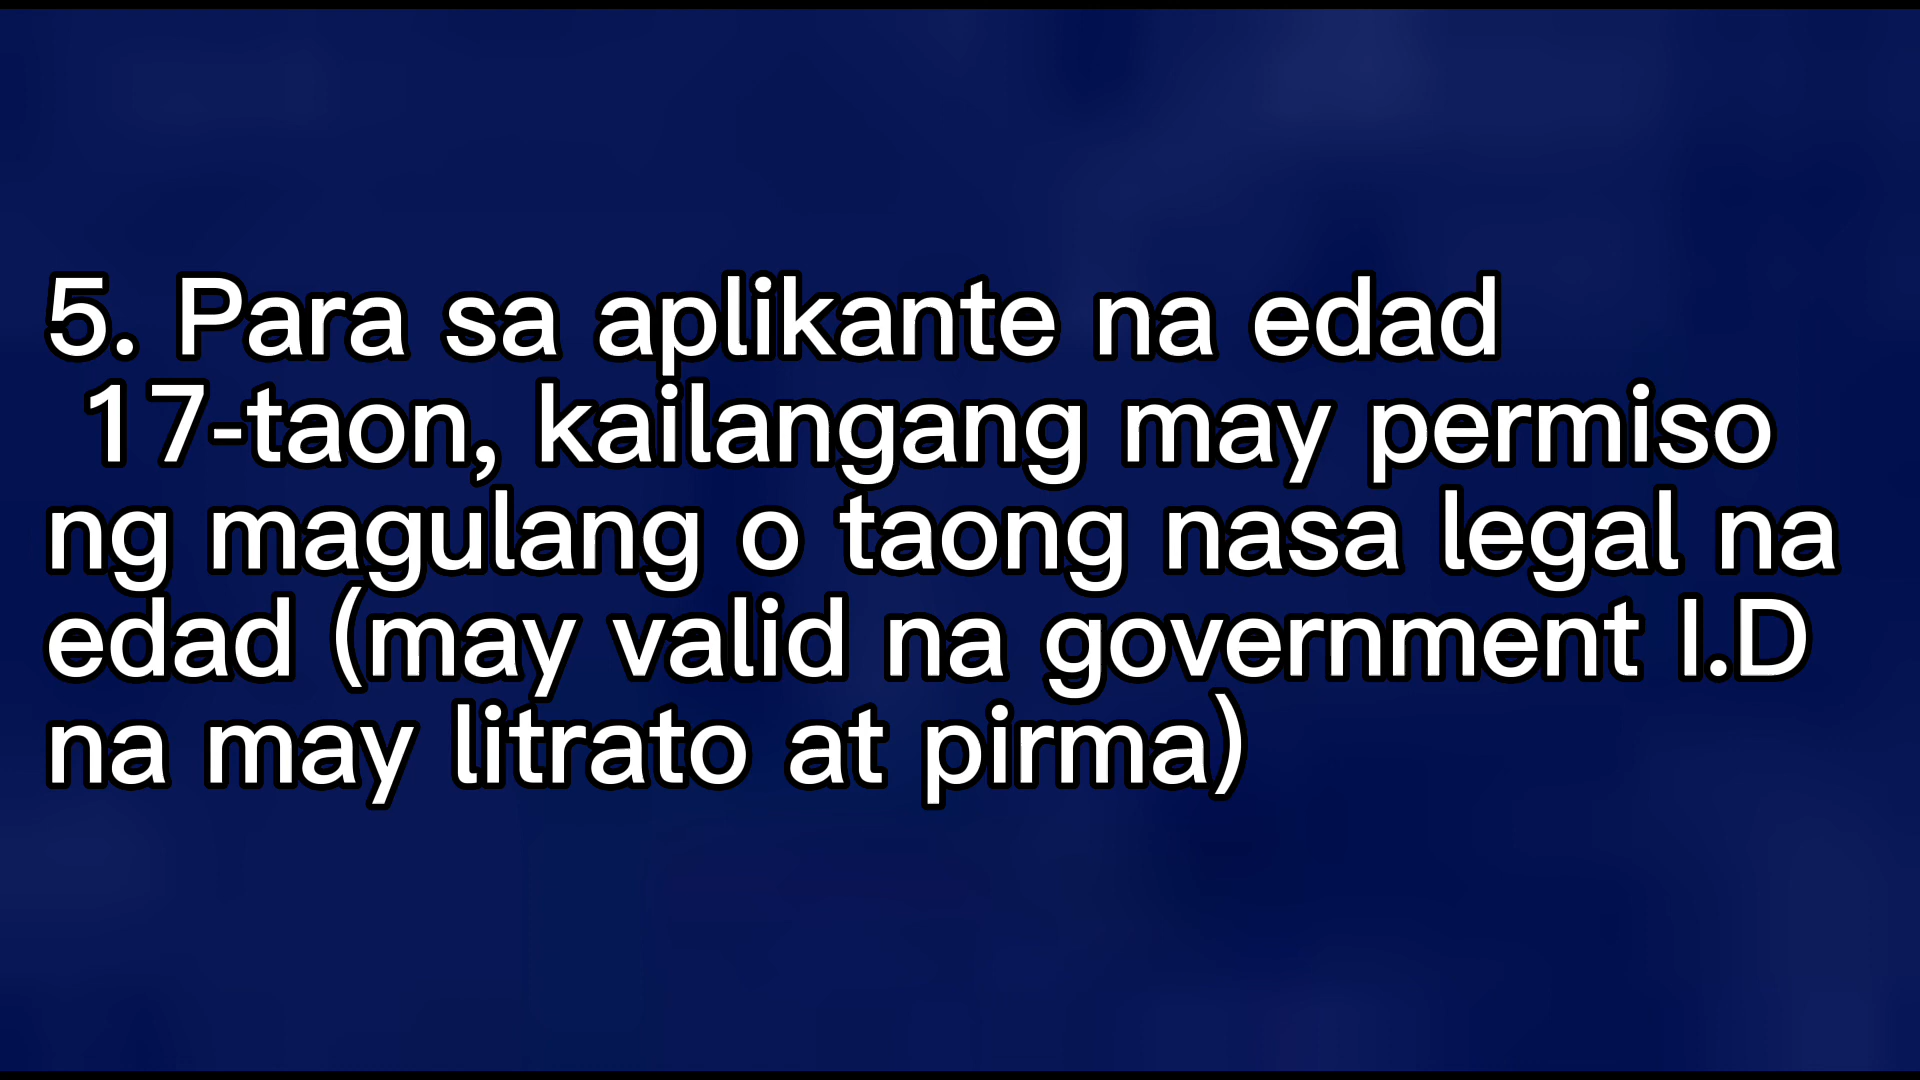 5. Para sa aplikante na edad
17-taon, kailangang may permiso
ng magulang o taong nasa legal na
edad (may valid na government I.D
na may litrato at pirma)